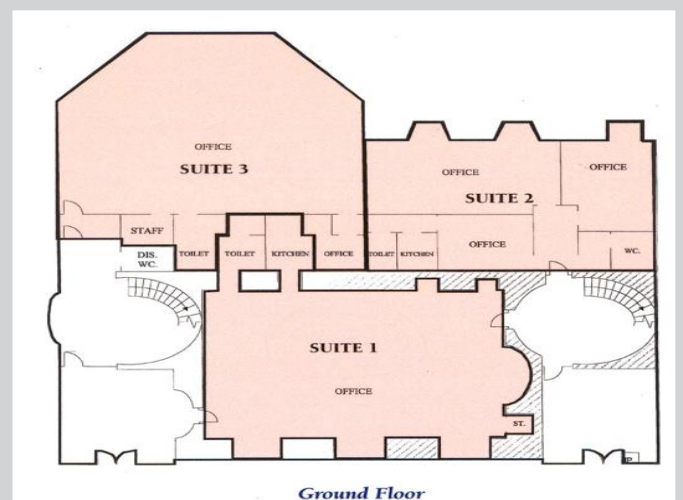 OFFICE
SUITE 3
OFFICE
OFFICE
SUITE 2
STAFF
OFFICE
DIS.
WC.
TOILET
TOILET
KITCHEN
OFFICE
TOILET
KITCHEN
WC.
SUITE 1
OFFICE
ST.
Ground Floor